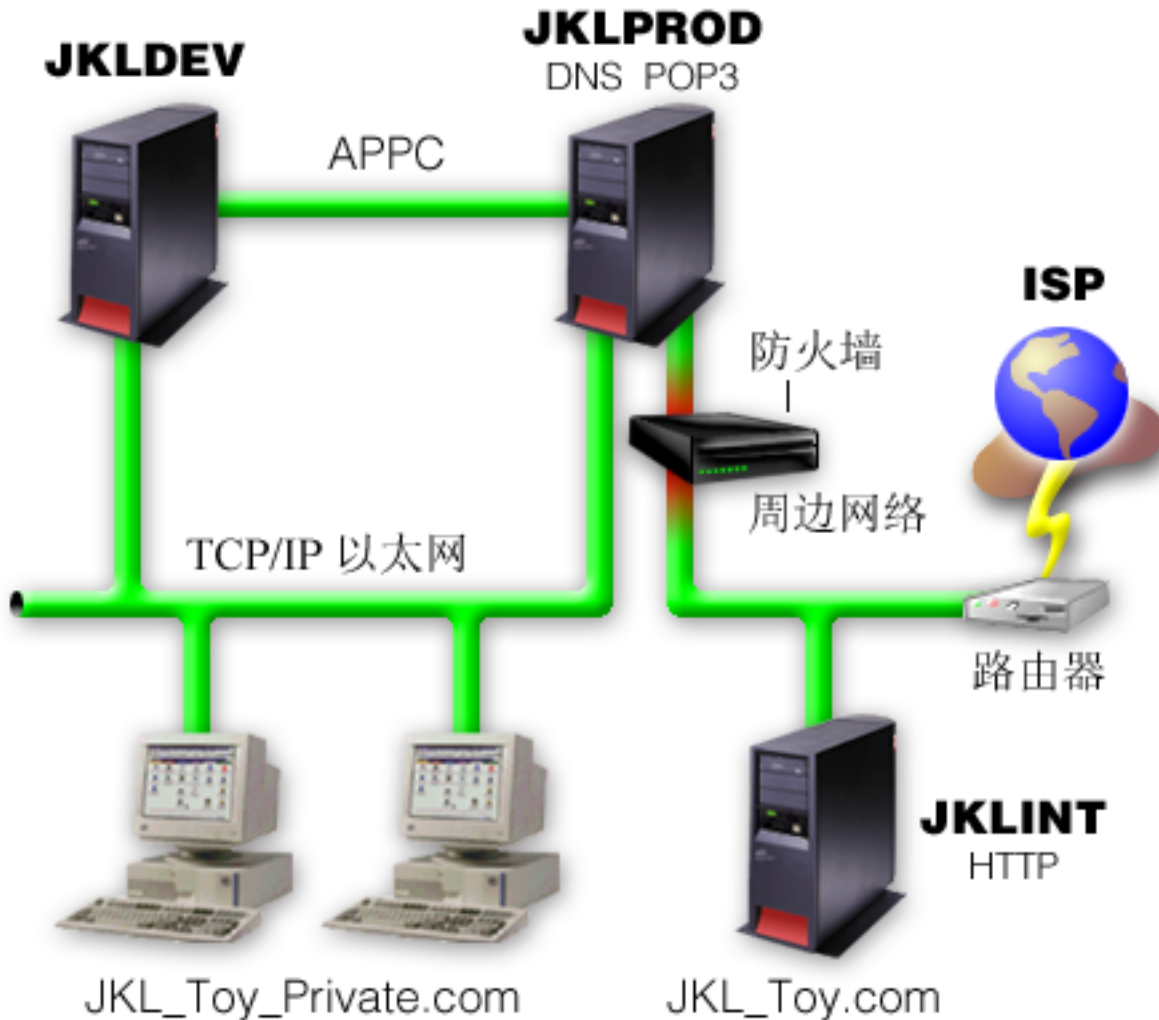 JKLPROD
DNS POP3
JKLDEV
APPC
ISP
防火墙
周边网络
TCP/IP 以太网
路由器
JKLINT
HTTP
JKL_Toy_Private.com
JKL_Toy.com